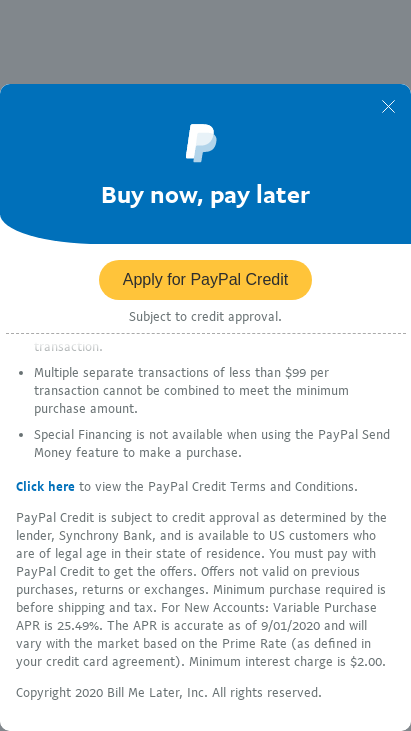 Buy now, pay later
Apply for PayPal Credit
Subject to credit approval.
transaction.
• Multiple separate transactions of less than $99 per
transaction cannot be combined to meet the minimum
purchase amount.
• Special Financing is not available when using the PayPal Send
Money feature to make a purchase.
Click here to view the PayPal Credit Terms and Conditions.
PayPal Credit is subject to credit approval as determined by the
lender, Synchrony Bank, and is available to US customers who
are of legal age in their state of residence. You must pay with
PayPal Credit to get the offers. Offers not valid on previous
purchases, returns or exchanges. Minimum purchase required is
before shipping and tax. For New Accounts: Variable Purchase
APR is 25.49%. The APR is accurate as of 9/01/2020 and will
vary with the market based on the Prime Rate (as defined in
your credit card agreement). Minimum interest charge is $2.00.
Copyright 2020 Bill Me Later, Inc. All rights reserved.